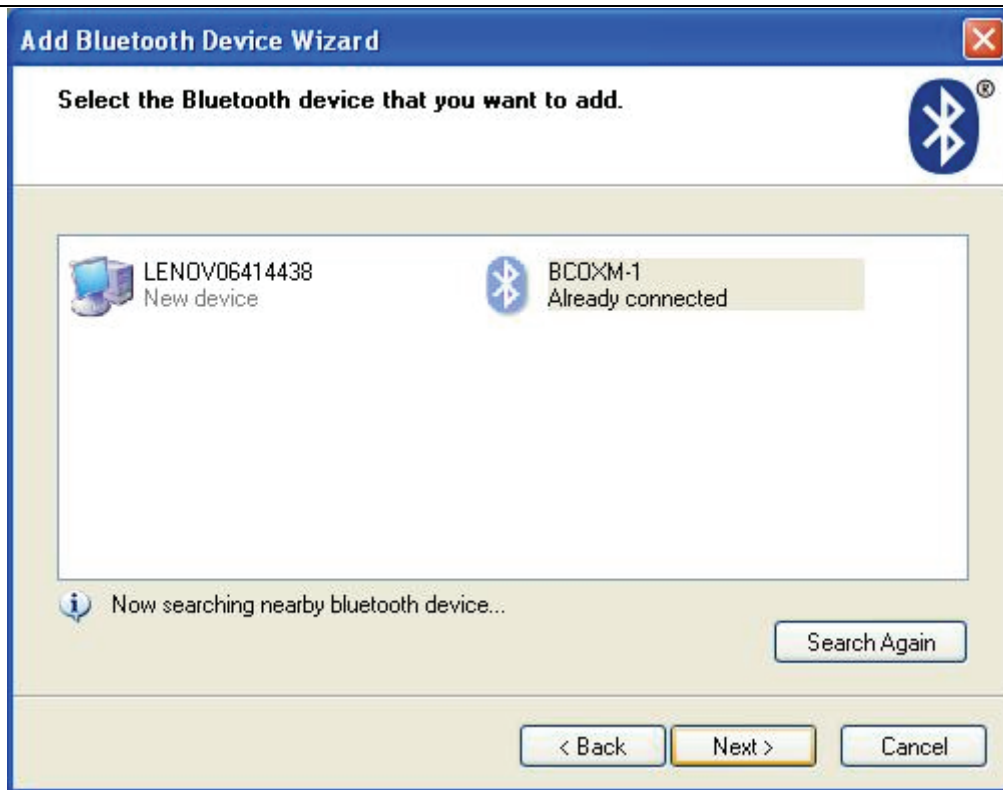 Add Bluetooth Device Wizard
Select the Bluetooth device that you want to add.
®
LENOVO6414438
New device
BCOXM-1
Already connected
Now searching nearby bluetooth device...
Search Again
< Back
Next >
Cancel